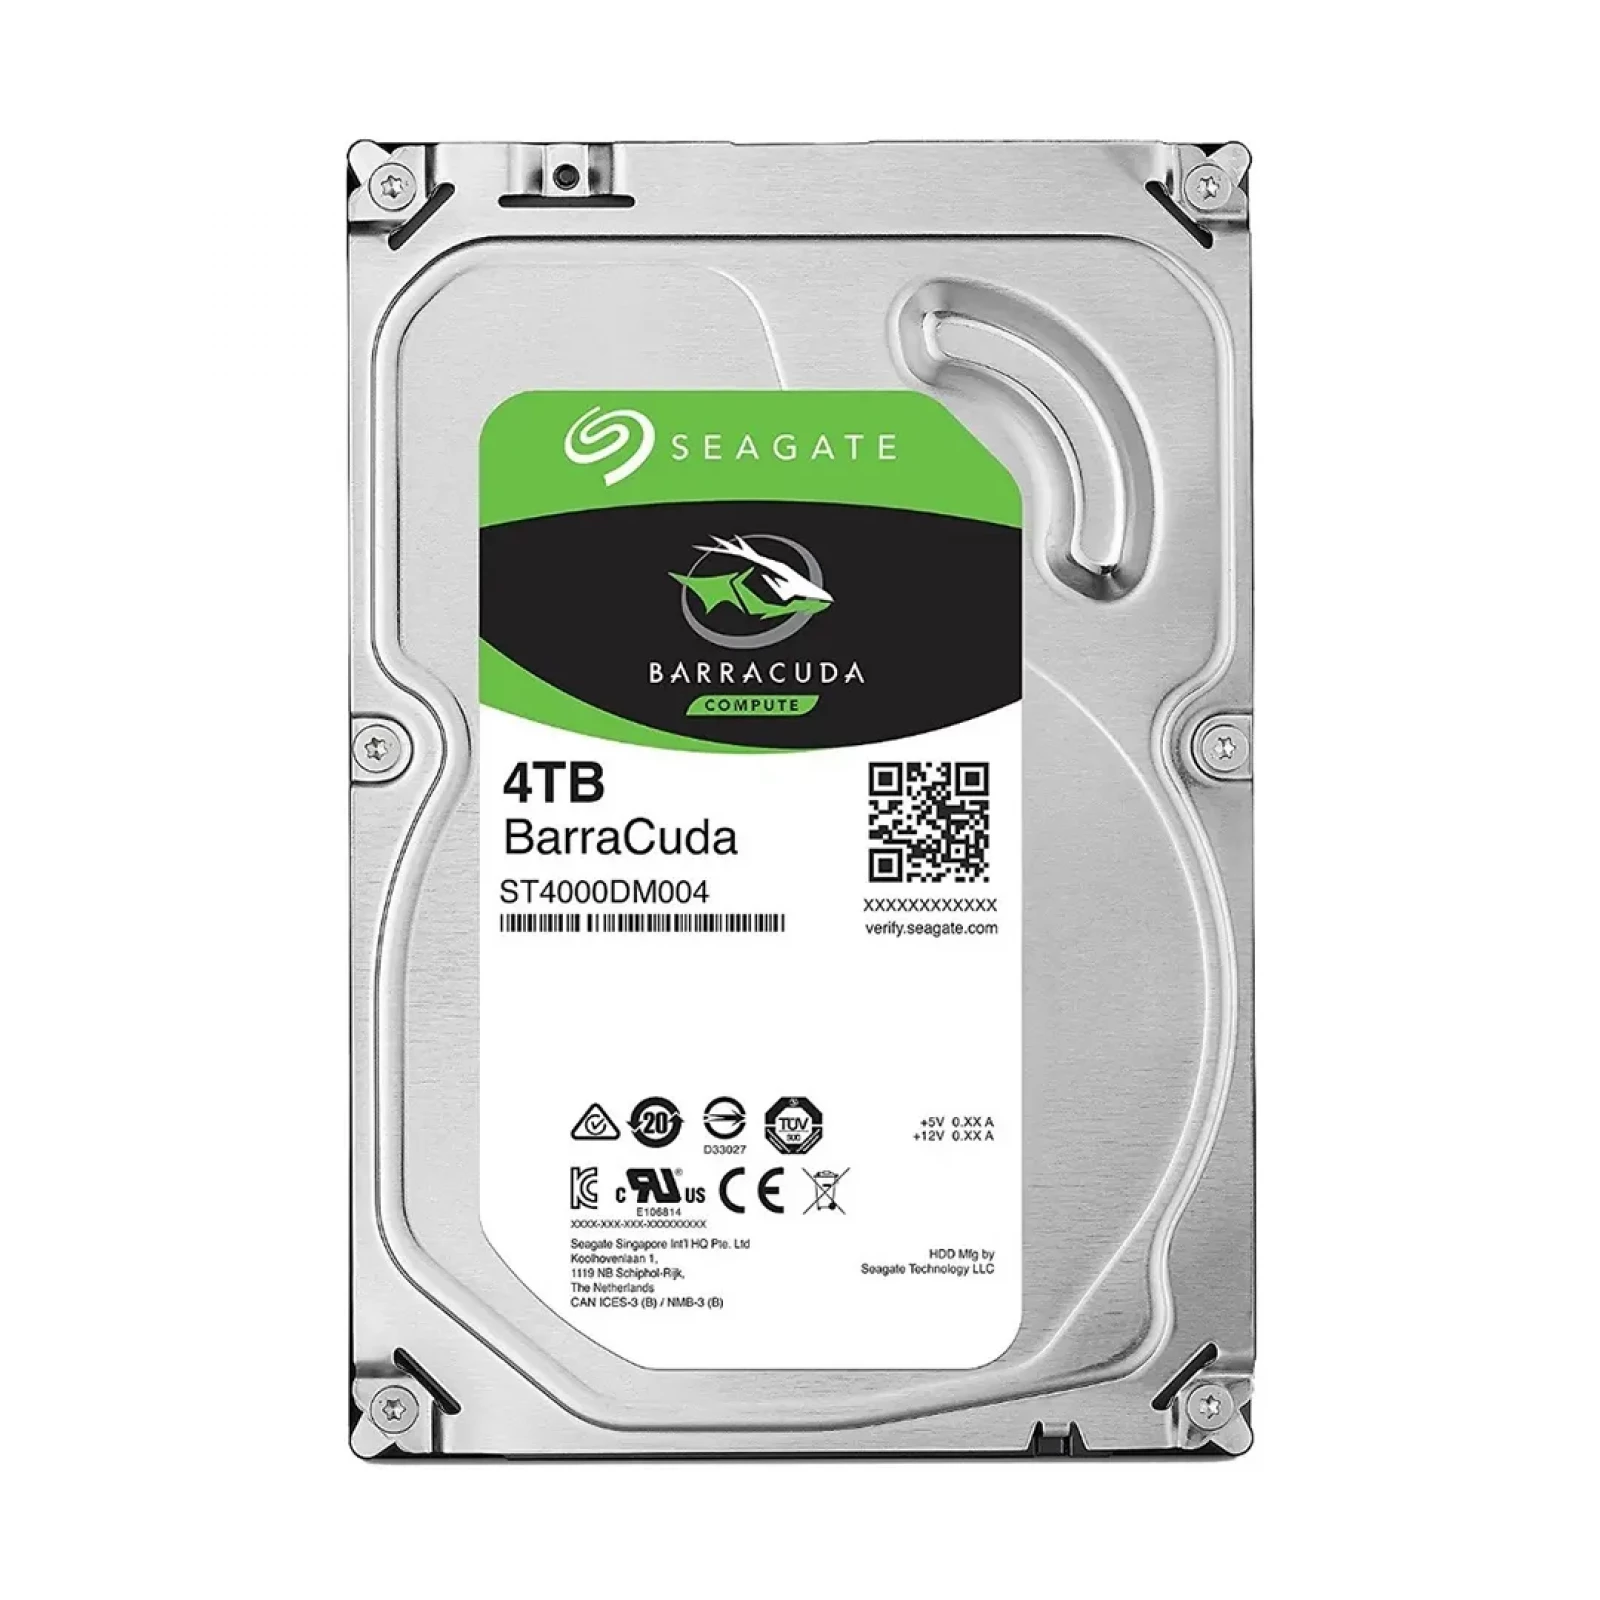 SEAGATE
BARRACUDA
COMPUTE
4TB
BarraCuda
ST4000DM004
XXXXXXXXXXXX
verify.seagate.com
20
TÜV
SUD
D33027
+5V 0.XX A
+12V 0.XX A
c RU® US
E106814
CE
XXXX-XXX-XXX-XXXXXXXXX
Seagate Singapore Int'l HQ Pte. Ltd
Koolhovenlaan 1,
1119 NB Schiphol-Rijk,
The Netherlands
CAN ICES-3 (B) / NMB-3 (B)
HDD Mfg by
Seagate Technology LLC